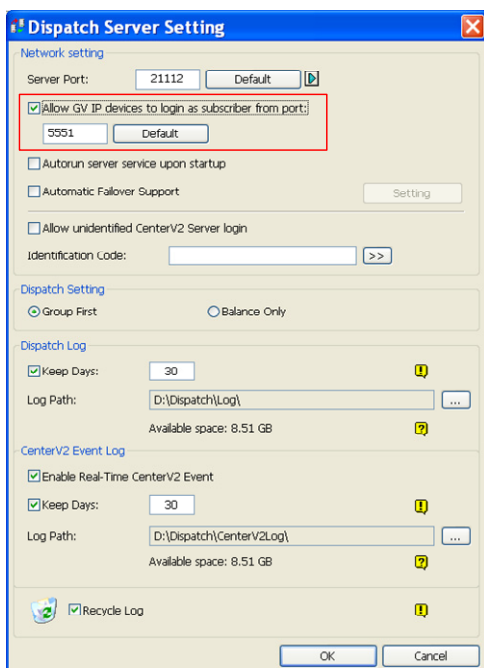 Dispatch Server Setting
Network setting
Server Port: 21112 Default
Allow GV IP devices to login as subscriber from port:
5551 Default
Autorun server service upon startup
Automatic Failover Support Setting
Allow unidentified CenterV2 Server login
Identification Code: >>
Dispatch Setting
Group First Balance Only
Dispatch Log
Keep Days: 30
Log Path: D:\Dispatch\Log\ ...
Available space: 8.51 GB
CenterV2 Event Log
Enable Real-Time CenterV2 Event
Keep Days: 30
Log Path: D:\Dispatch\CenterV2Log\ ...
Available space: 8.51 GB
Recycle Log
OK Cancel